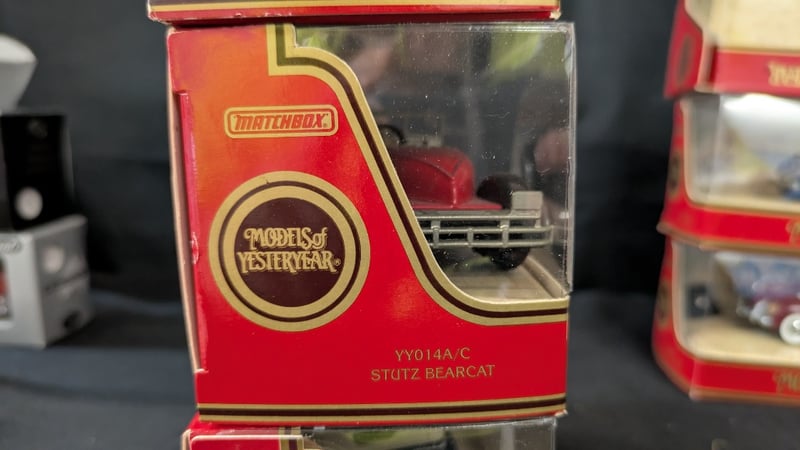 MATCHBOX®
MODELS of
YESTERYEAR®
YY014A/C
STUTZ BEARCAT